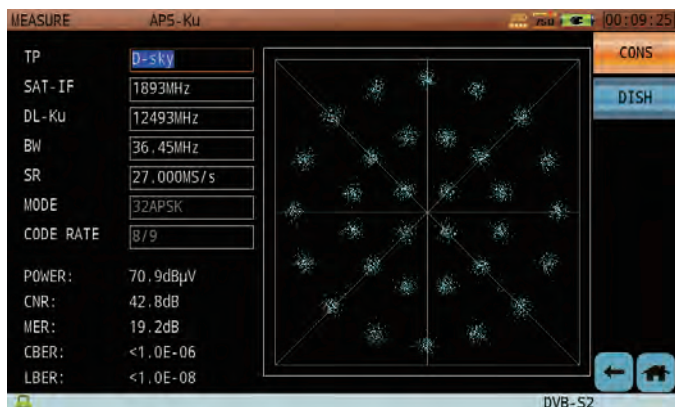 MEASURE APS-Ku 75Ω 00:09:25
TP D-sky
SAT-IF 1893MHz
DL-Ku 12493MHz
BW 36.45MHz
SR 27.000MS/s
MODE 32APSK
CODE RATE 8/9
POWER: 70.9dBµV
CNR: 42.8dB
MER: 19.2dB
CBER: <1.0E-06
LBER: <1.0E-08
CONS
DISH
DVB-S2